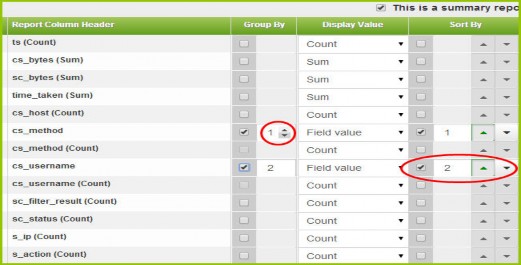 This is a summary repo
Report Column Header Group By Display Value Sort By
ts (Count) Count
cs_bytes (Sum) Sum
sc_bytes (Sum) Sum
time_taken (Sum) Sum
cs_host (Count) Count
cs_method 1 Field value 1
cs_method (Count) Count
cs_username 2 Field value 2
cs_username (Count) Count
sc_filter_result (Count) Count
sc_status (Count) Count
s_ip (Count) Count
s_action (Count) Count